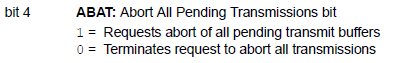 bit 4 ABAT: Abort All Pending Transmissions bit
1 = Requests abort of all pending transmit buffers
0 = Terminates request to abort all transmissions